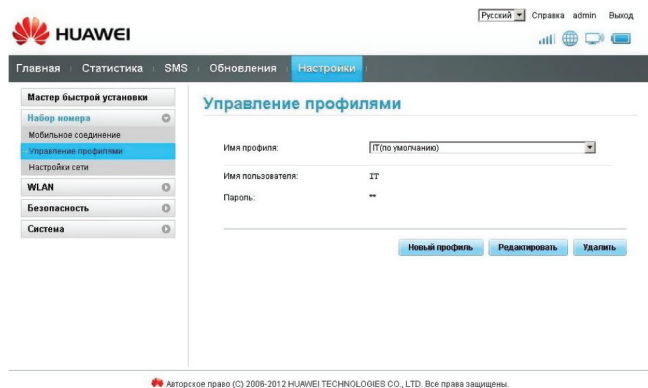 Русский Справка admin Выход
HUAWEI
Главная Статистика SMS Обновления Настройки
Мастер быстрой установки
Набор номера
Мобильное соединение
Управление профилями
Настройки сети
WLAN
Безопасность
Система
Управление профилями
Имя профиля: IT(по умолчанию)
Имя пользователя: IT
Пароль: **
Новый профиль Редактировать Удалить
Авторское право (C) 2006-2012 HUAWEI TECHNOLOGIES CO., LTD. Все права защищены.